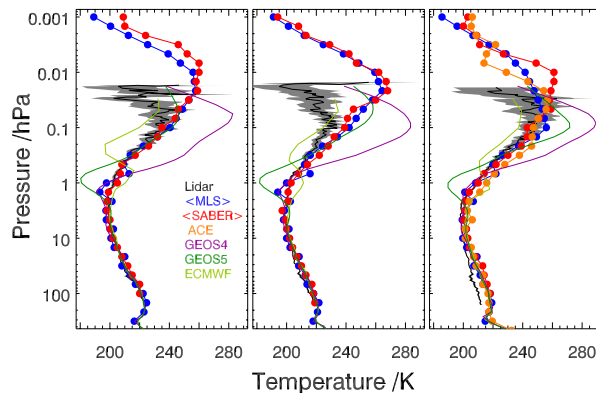 0.001
0.01
0.1
1
10
100
Pressure /hPa
Lidar
<MLS>
<SABER>
ACE
GEOS4
GEOS5
ECMWF
200 240 280 200 240 280 200 240 280
Temperature /K